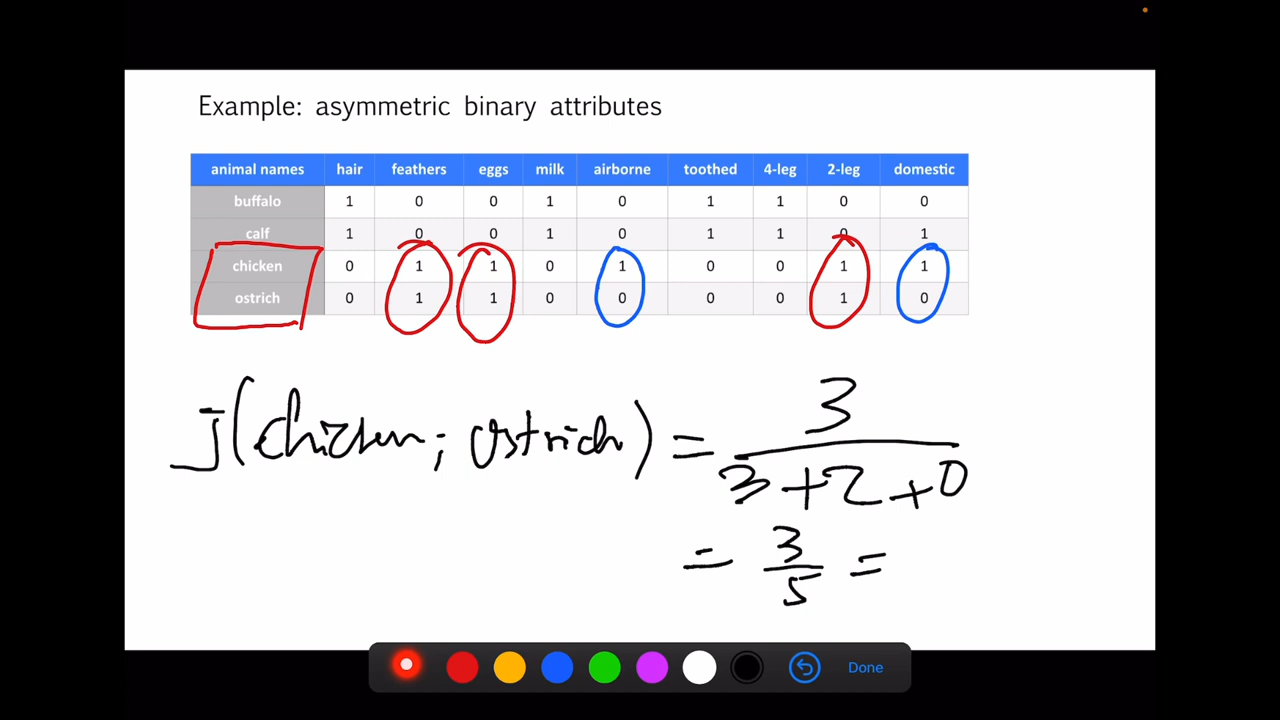 Example: asymmetric binary attributes
animal names hair feathers eggs milk airborne toothed 4-leg 2-leg domestic
buffalo 1 0 0 1 0 1 1 0 0
calf 1 0 0 1 0 1 1 0 1
chicken 0 1 1 0 1 0 0 1 1
ostrich 0 1 1 0 0 0 0 1 0
J(chicken; ostrich) = 3 / 3+2+0
= 3/5 =
Done